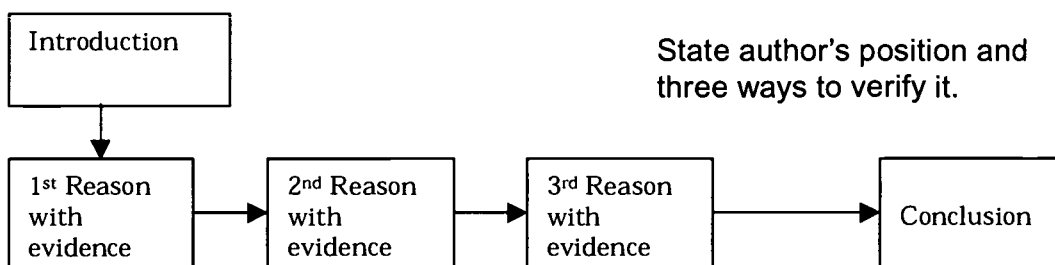 Introduction
State author's position and
three ways to verify it.
1st Reason
with
evidence
2nd Reason
with
evidence
3rd Reason
with
evidence
Conclusion